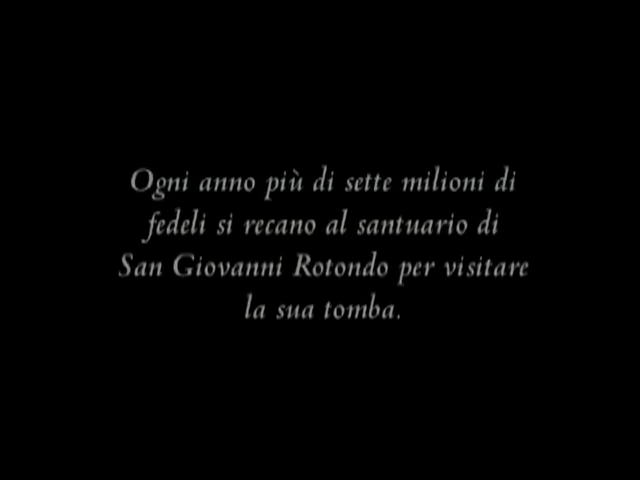 Ogni anno più di sette milioni di
fedeli si recano al santuario di
San Giovanni Rotondo per visitare
la sua tomba.